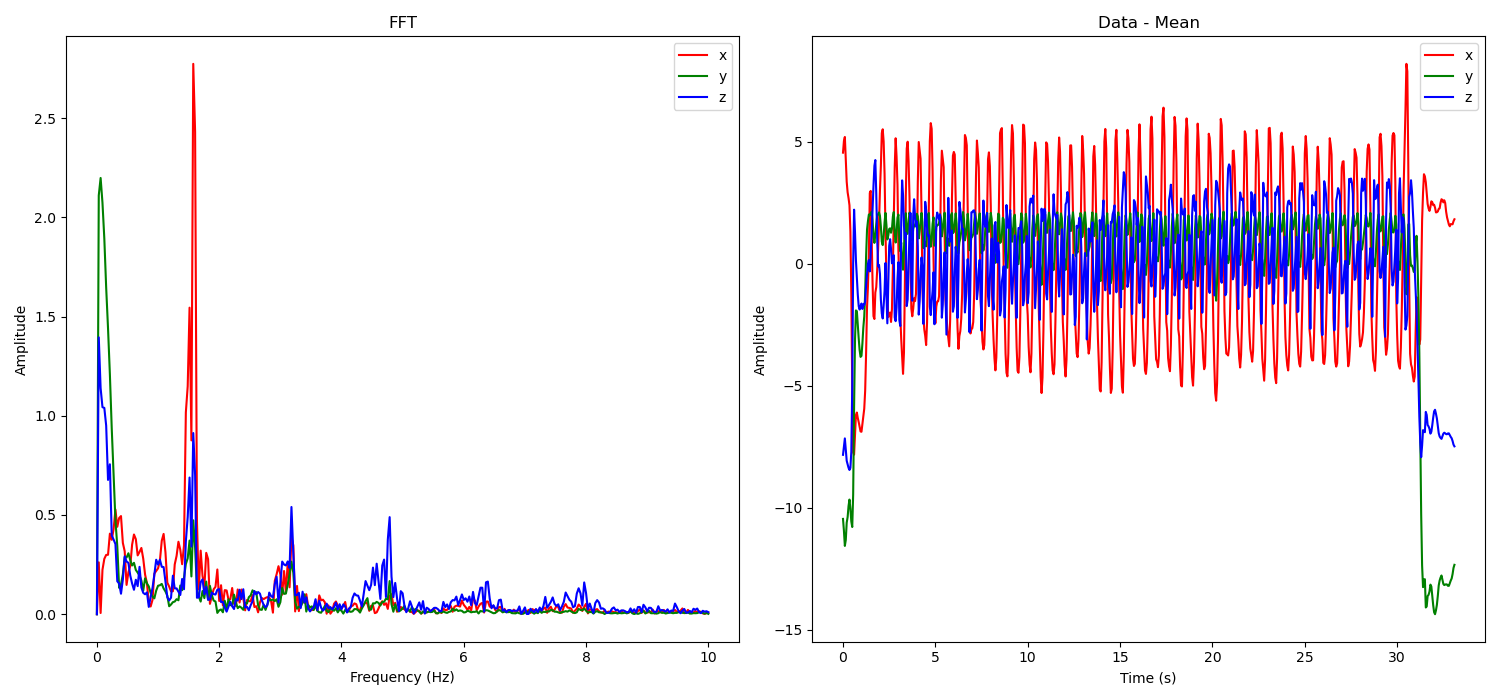 FFT
Amplitude
2.5
2.0
1.5
1.0
0.5
0.0
0 2 4 6 8 10
Frequency (Hz)
x
y
z
Data - Mean
Amplitude
5
0
−5
−10
−15
0 5 10 15 20 25 30
Time (s)
x
y
z